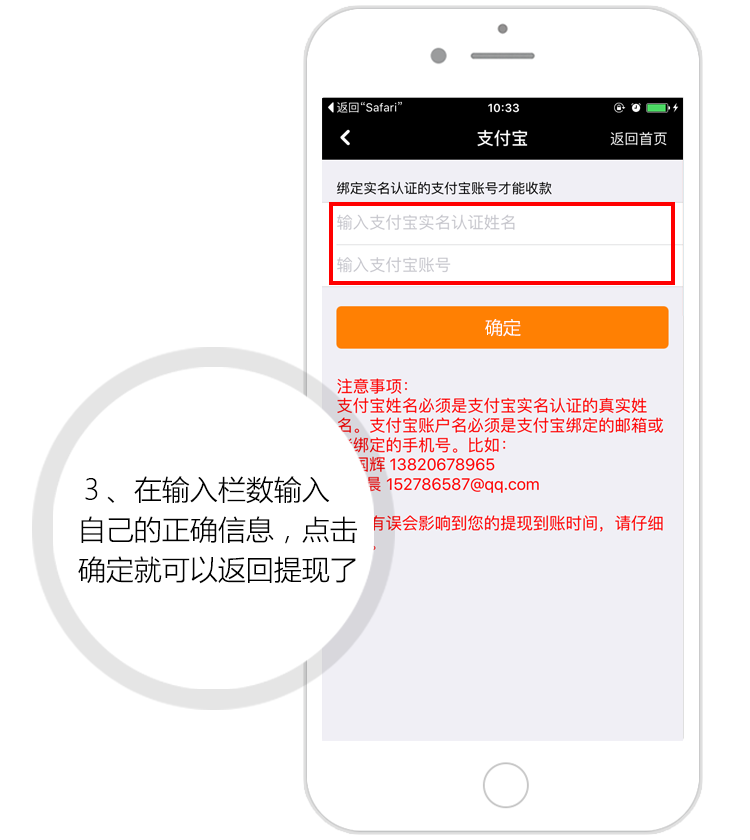 返回“Safari”
10:33
支付宝
返回首页
绑定实名认证的支付宝账号才能收款
输入支付宝实名认证姓名
输入支付宝账号
确定
注意事项：
支付宝姓名必须是支付宝实名认证的真实姓
名。支付宝账户名必须是支付宝绑定的邮箱或
绑定的手机号。比如：
辉 13820678965
晨 152786587@qq.com
有误会影响到您的提现到账时间，请仔细
。
3、在输入栏数输入
自己的正确信息，点击
确定就可以返回提现了